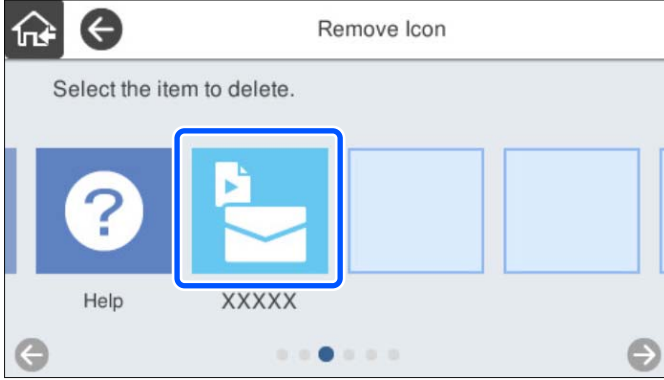 Remove Icon
Select the item to delete.
?
Help
XXXXX